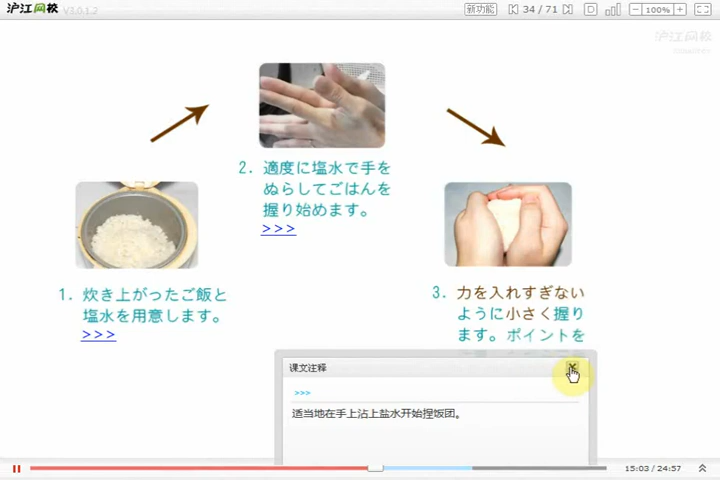 沪江网校 V3.0.1.2
新功能
34 / 71
D
100%
沪江网校
2. 適度に塩水で手を
ぬらしてごはんを
握り始めます。
>>>
1. 炊き上がったご飯と
塩水を用意します。
>>>
3. 力を入れすぎない
ように小さく握り
ます。ポイントを
课文注释
>>>
适当地在手上沾上盐水开始捏饭团。
15:03 / 24:57